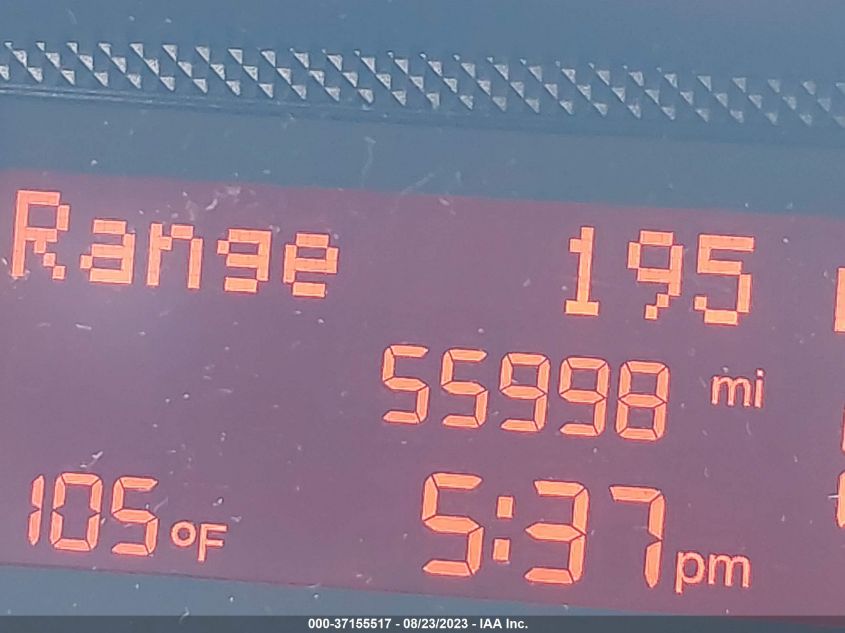 Range 195
55998 mi
105 °F 5:37 pm
000-37155517 - 08/23/2023 - IAA Inc.